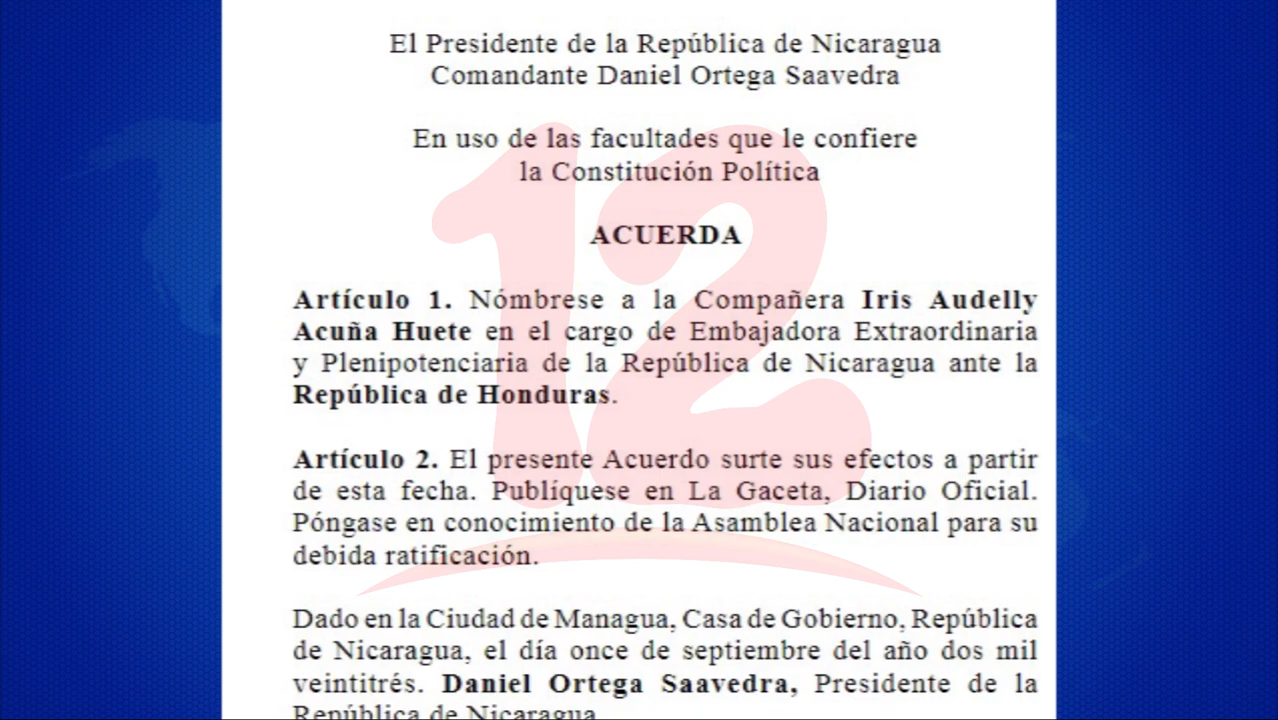 El Presidente de la República de Nicaragua
Comandante Daniel Ortega Saavedra
En uso de las facultades que le confiere
la Constitución Política
ACUERDA
Artículo 1. Nómbrese a la Compañera Iris Audelly
Acuña Huete en el cargo de Embajadora Extraordinaria
y Plenipotenciaria de la República de Nicaragua ante la
República de Honduras.
Artículo 2. El presente Acuerdo surte sus efectos a partir
de esta fecha. Publíquese en La Gaceta, Diario Oficial.
Póngase en conocimiento de la Asamblea Nacional para su
debida ratificación.
Dado en la Ciudad de Managua, Casa de Gobierno, República
de Nicaragua, el día once de septiembre del año dos mil
veintitrés. Daniel Ortega Saavedra, Presidente de la
República de Nicaragua
12